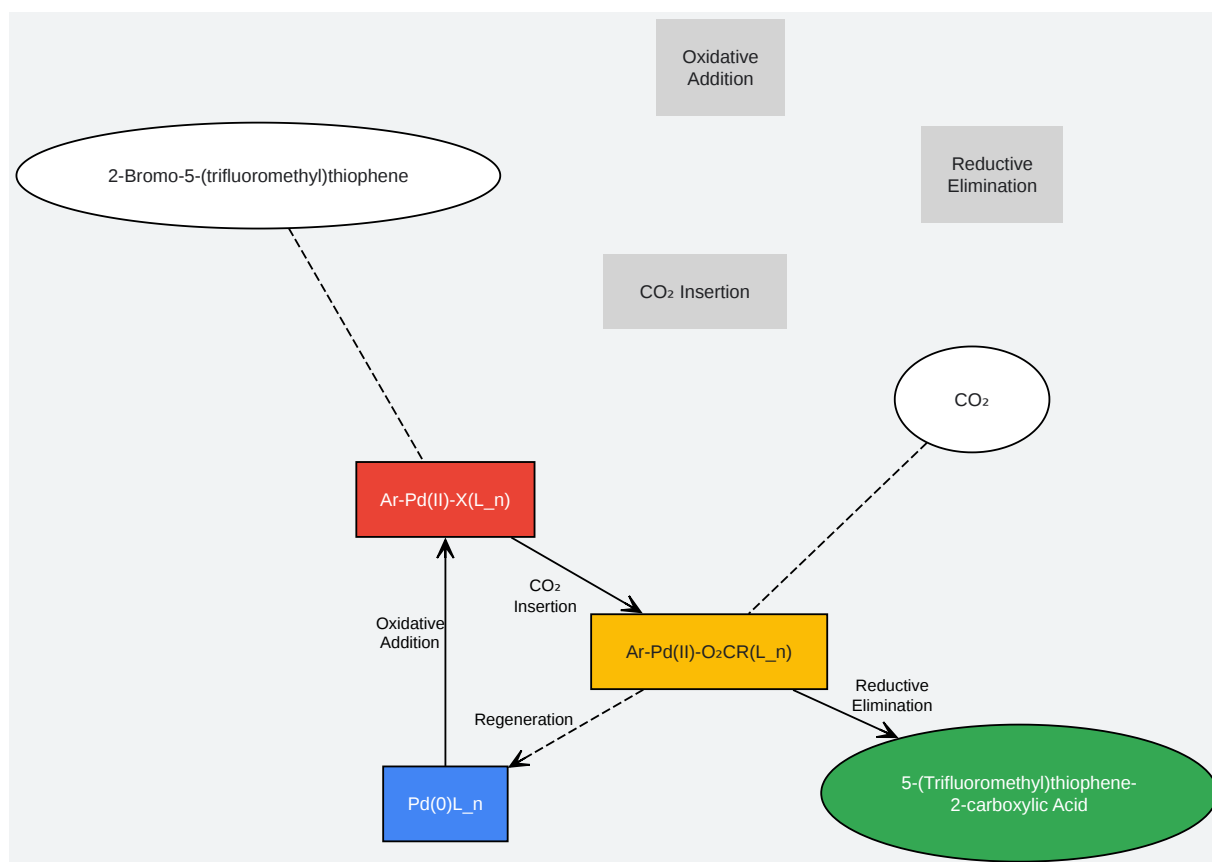 Oxidative
Addition
2-Bromo-5-(trifluoromethyl)thiophene
Reductive
Elimination
CO₂ Insertion
CO₂
Ar-Pd(II)-X(L_n)
CO₂
Insertion
Oxidative
Addition
Ar-Pd(II)-O₂CR(L_n)
Reductive
Elimination
Regeneration
Pd(0)L_n
5-(Trifluoromethyl)thiophene-
2-carboxylic Acid